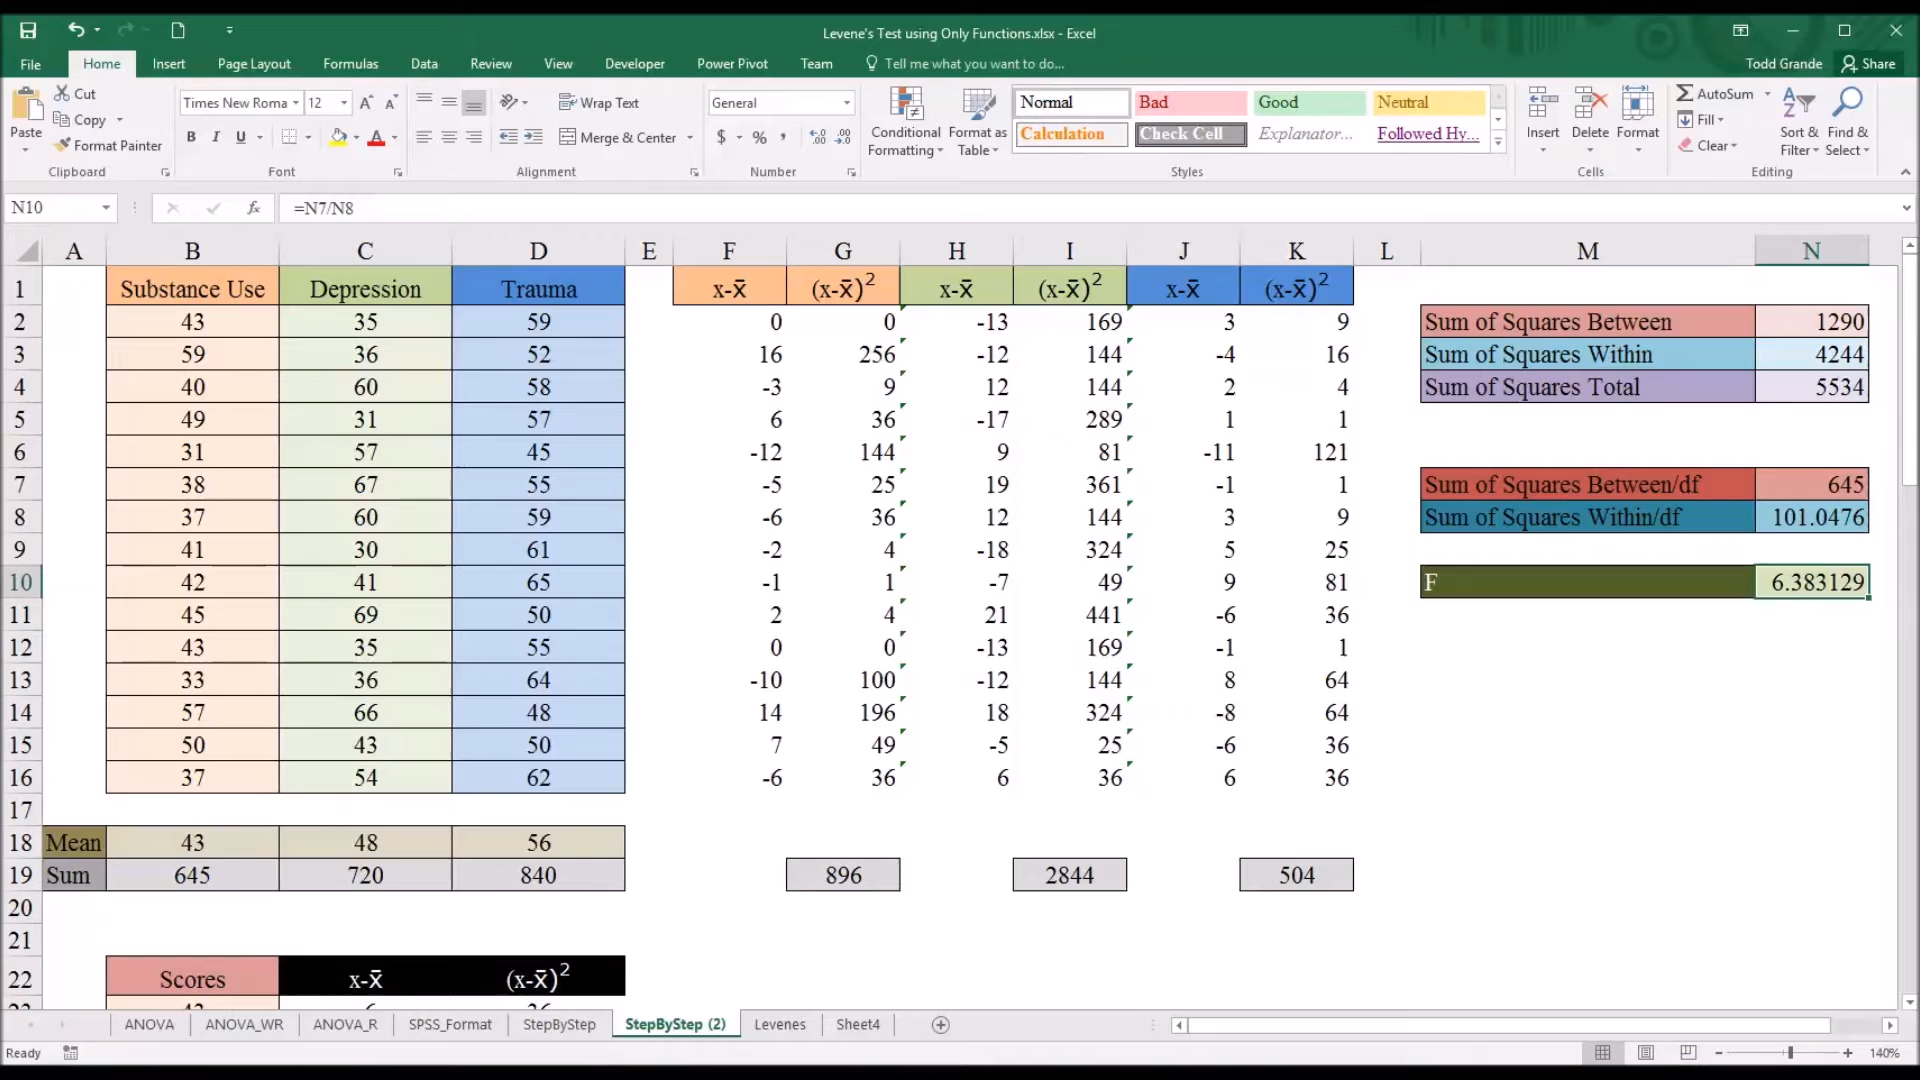 Levene's Test using Only Functions.xlsx - Excel
File Home Insert Page Layout Formulas Data Review View Developer Power Pivot Team Tell me what you want to do... Todd Grande Share
Paste Cut Copy Format Painter
Times New Roma 12
B I U
Wrap Text
Merge & Center
General
$ % ,
Conditional Formatting Format as Table
Normal Bad Good Neutral
Calculation Check Cell Explanator... Followed Hy...
Insert Delete Format
AutoSum Fill Clear
Sort & Filter Find & Select
Clipboard Font Alignment Number Styles Cells Editing
N10 fx =N7/N8
A B C D E F G H I J K L M N
1 Substance Use Depression Trauma x-x̄ (x-x̄)² x-x̄ (x-x̄)² x-x̄ (x-x̄)²
2 43 35 59 0 0 -13 169 3 9 Sum of Squares Between 1290
3 59 36 52 16 256 -12 144 -4 16 Sum of Squares Within 4244
4 40 60 58 -3 9 12 144 2 4 Sum of Squares Total 5534
5 49 31 57 6 36 -17 289 1 1
6 31 57 45 -12 144 9 81 -11 121
7 38 67 55 -5 25 19 361 -1 1 Sum of Squares Between/df 645
8 37 60 59 -6 36 12 144 3 9 Sum of Squares Within/df 101.0476
9 41 30 61 -2 4 -18 324 5 25
10 42 41 65 -1 1 -7 49 9 81 F 6.383129
11 45 69 50 2 4 21 441 -6 36
12 43 35 55 0 0 -13 169 -1 1
13 33 36 64 -10 100 -12 144 8 64
14 57 66 48 14 196 18 324 -8 64
15 50 43 50 7 49 -5 25 -6 36
16 37 54 62 -6 36 6 36 6 36
17
18 Mean 43 48 56
19 Sum 645 720 840 896 2844 504
20
21
22 Scores x-x̄ (x-x̄)²
ANOVA ANOVA_WR ANOVA_R SPSS_Format StepByStep StepByStep (2) Levenes Sheet4
Ready 140%